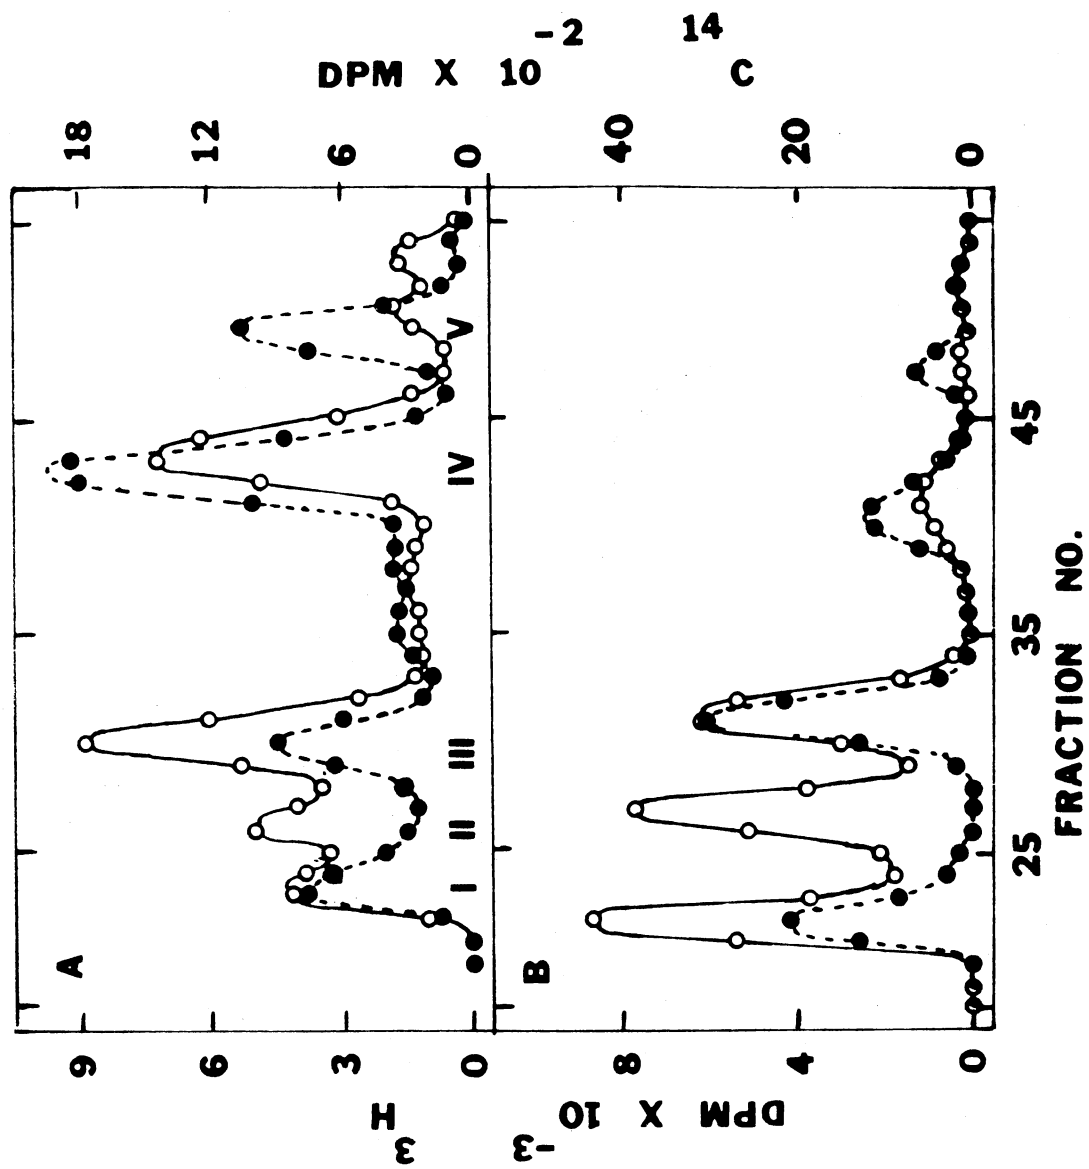 DPM X 10⁻² ¹⁴C
18 12 6 0 40 20 0
A
I II III IV V
B
25 35 45
FRACTION NO.
9 6 3 0 8 4 0
³H DPM X 10⁻³